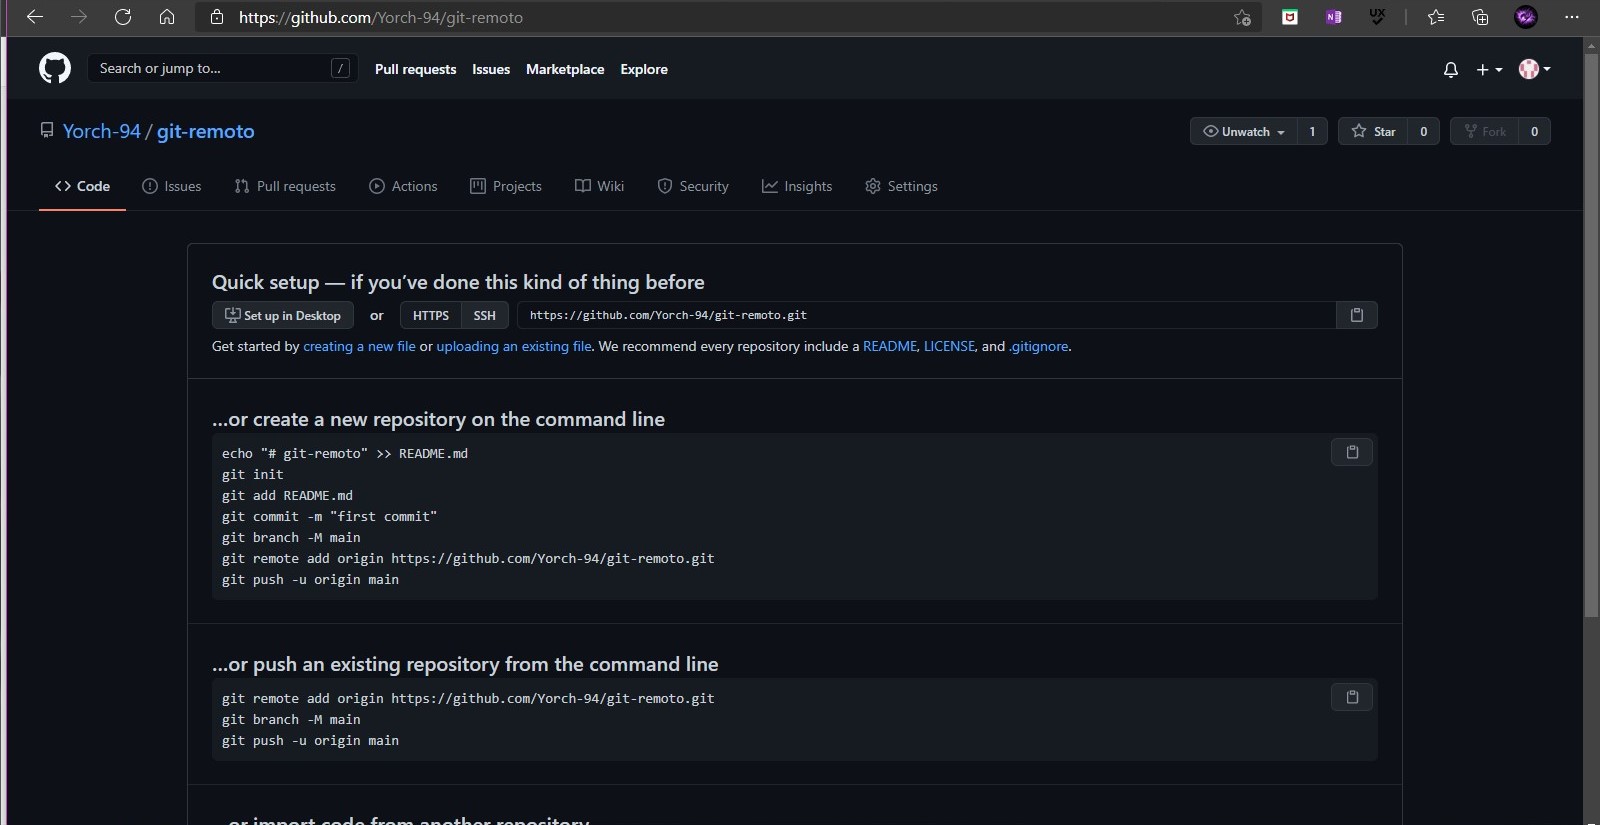 https://github.com/Yorch-94/git-remoto
UX
Search or jump to... /
Pull requests Issues Marketplace Explore
Yorch-94 / git-remoto
Unwatch 1 Star 0 Fork 0
Code Issues Pull requests Actions Projects Wiki Security Insights Settings
Quick setup — if you’ve done this kind of thing before
Set up in Desktop or HTTPS SSH https://github.com/Yorch-94/git-remoto.git
Get started by creating a new file or uploading an existing file. We recommend every repository include a README, LICENSE, and .gitignore.
…or create a new repository on the command line
echo "# git-remoto" >> README.md
git init
git add README.md
git commit -m "first commit"
git branch -M main
git remote add origin https://github.com/Yorch-94/git-remoto.git
git push -u origin main
…or push an existing repository from the command line
git remote add origin https://github.com/Yorch-94/git-remoto.git
git branch -M main
git push -u origin main
…or import code from another repository